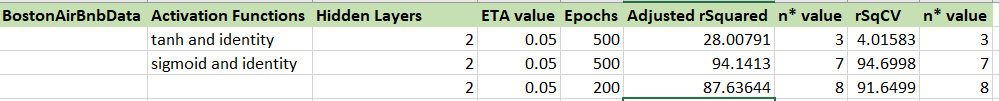 BostonAirBnbData Activation Functions Hidden Layers ETA value Epochs Adjusted rSquared n* value rSqCV n* value
tanh and identity 2 0.05 500 28.00791 3 4.01583 3
sigmoid and identity 2 0.05 500 94.1413 7 94.6998 7
2 0.05 200 87.63644 8 91.6499 8